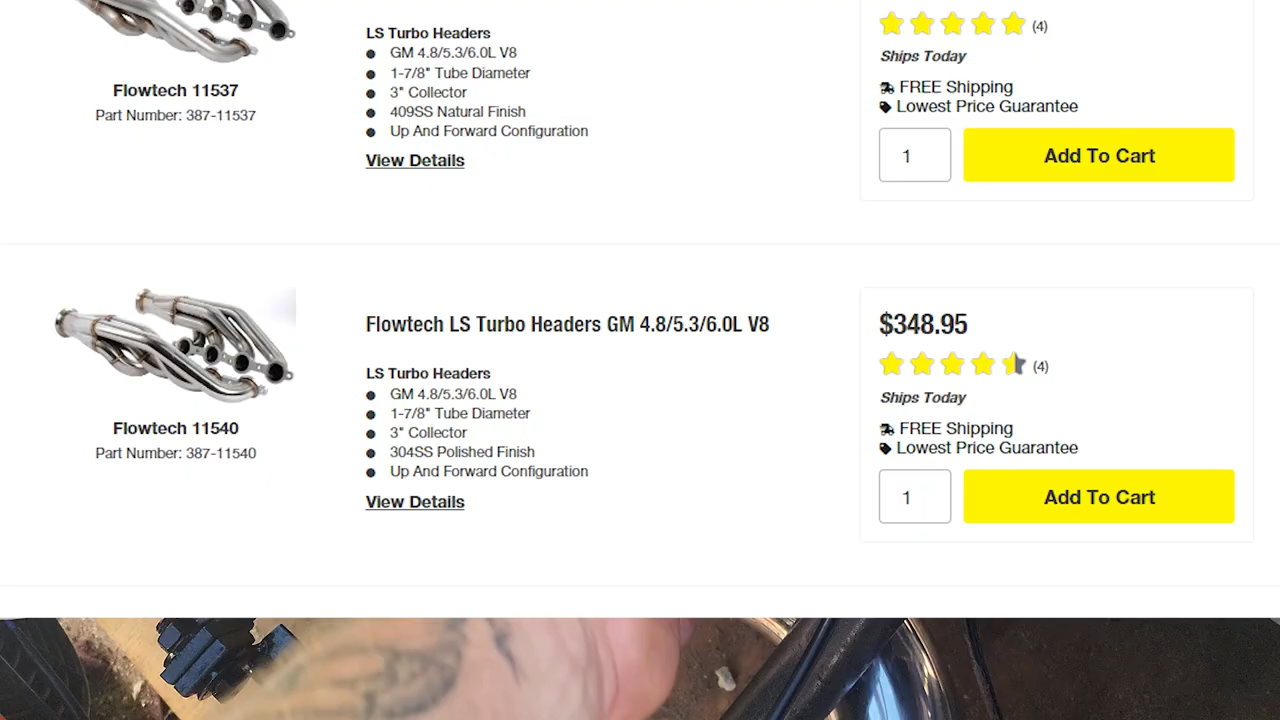 LS Turbo Headers
GM 4.8/5.3/6.0L V8
1-7/8" Tube Diameter
3" Collector
409SS Natural Finish
Up And Forward Configuration
View Details
Flowtech 11537
Part Number: 387-11537
(4)
Ships Today
FREE Shipping
Lowest Price Guarantee
1
Add To Cart
Flowtech 11540
Part Number: 387-11540
Flowtech LS Turbo Headers GM 4.8/5.3/6.0L V8
LS Turbo Headers
GM 4.8/5.3/6.0L V8
1-7/8" Tube Diameter
3" Collector
304SS Polished Finish
Up And Forward Configuration
View Details
$348.95
(4)
Ships Today
FREE Shipping
Lowest Price Guarantee
1
Add To Cart